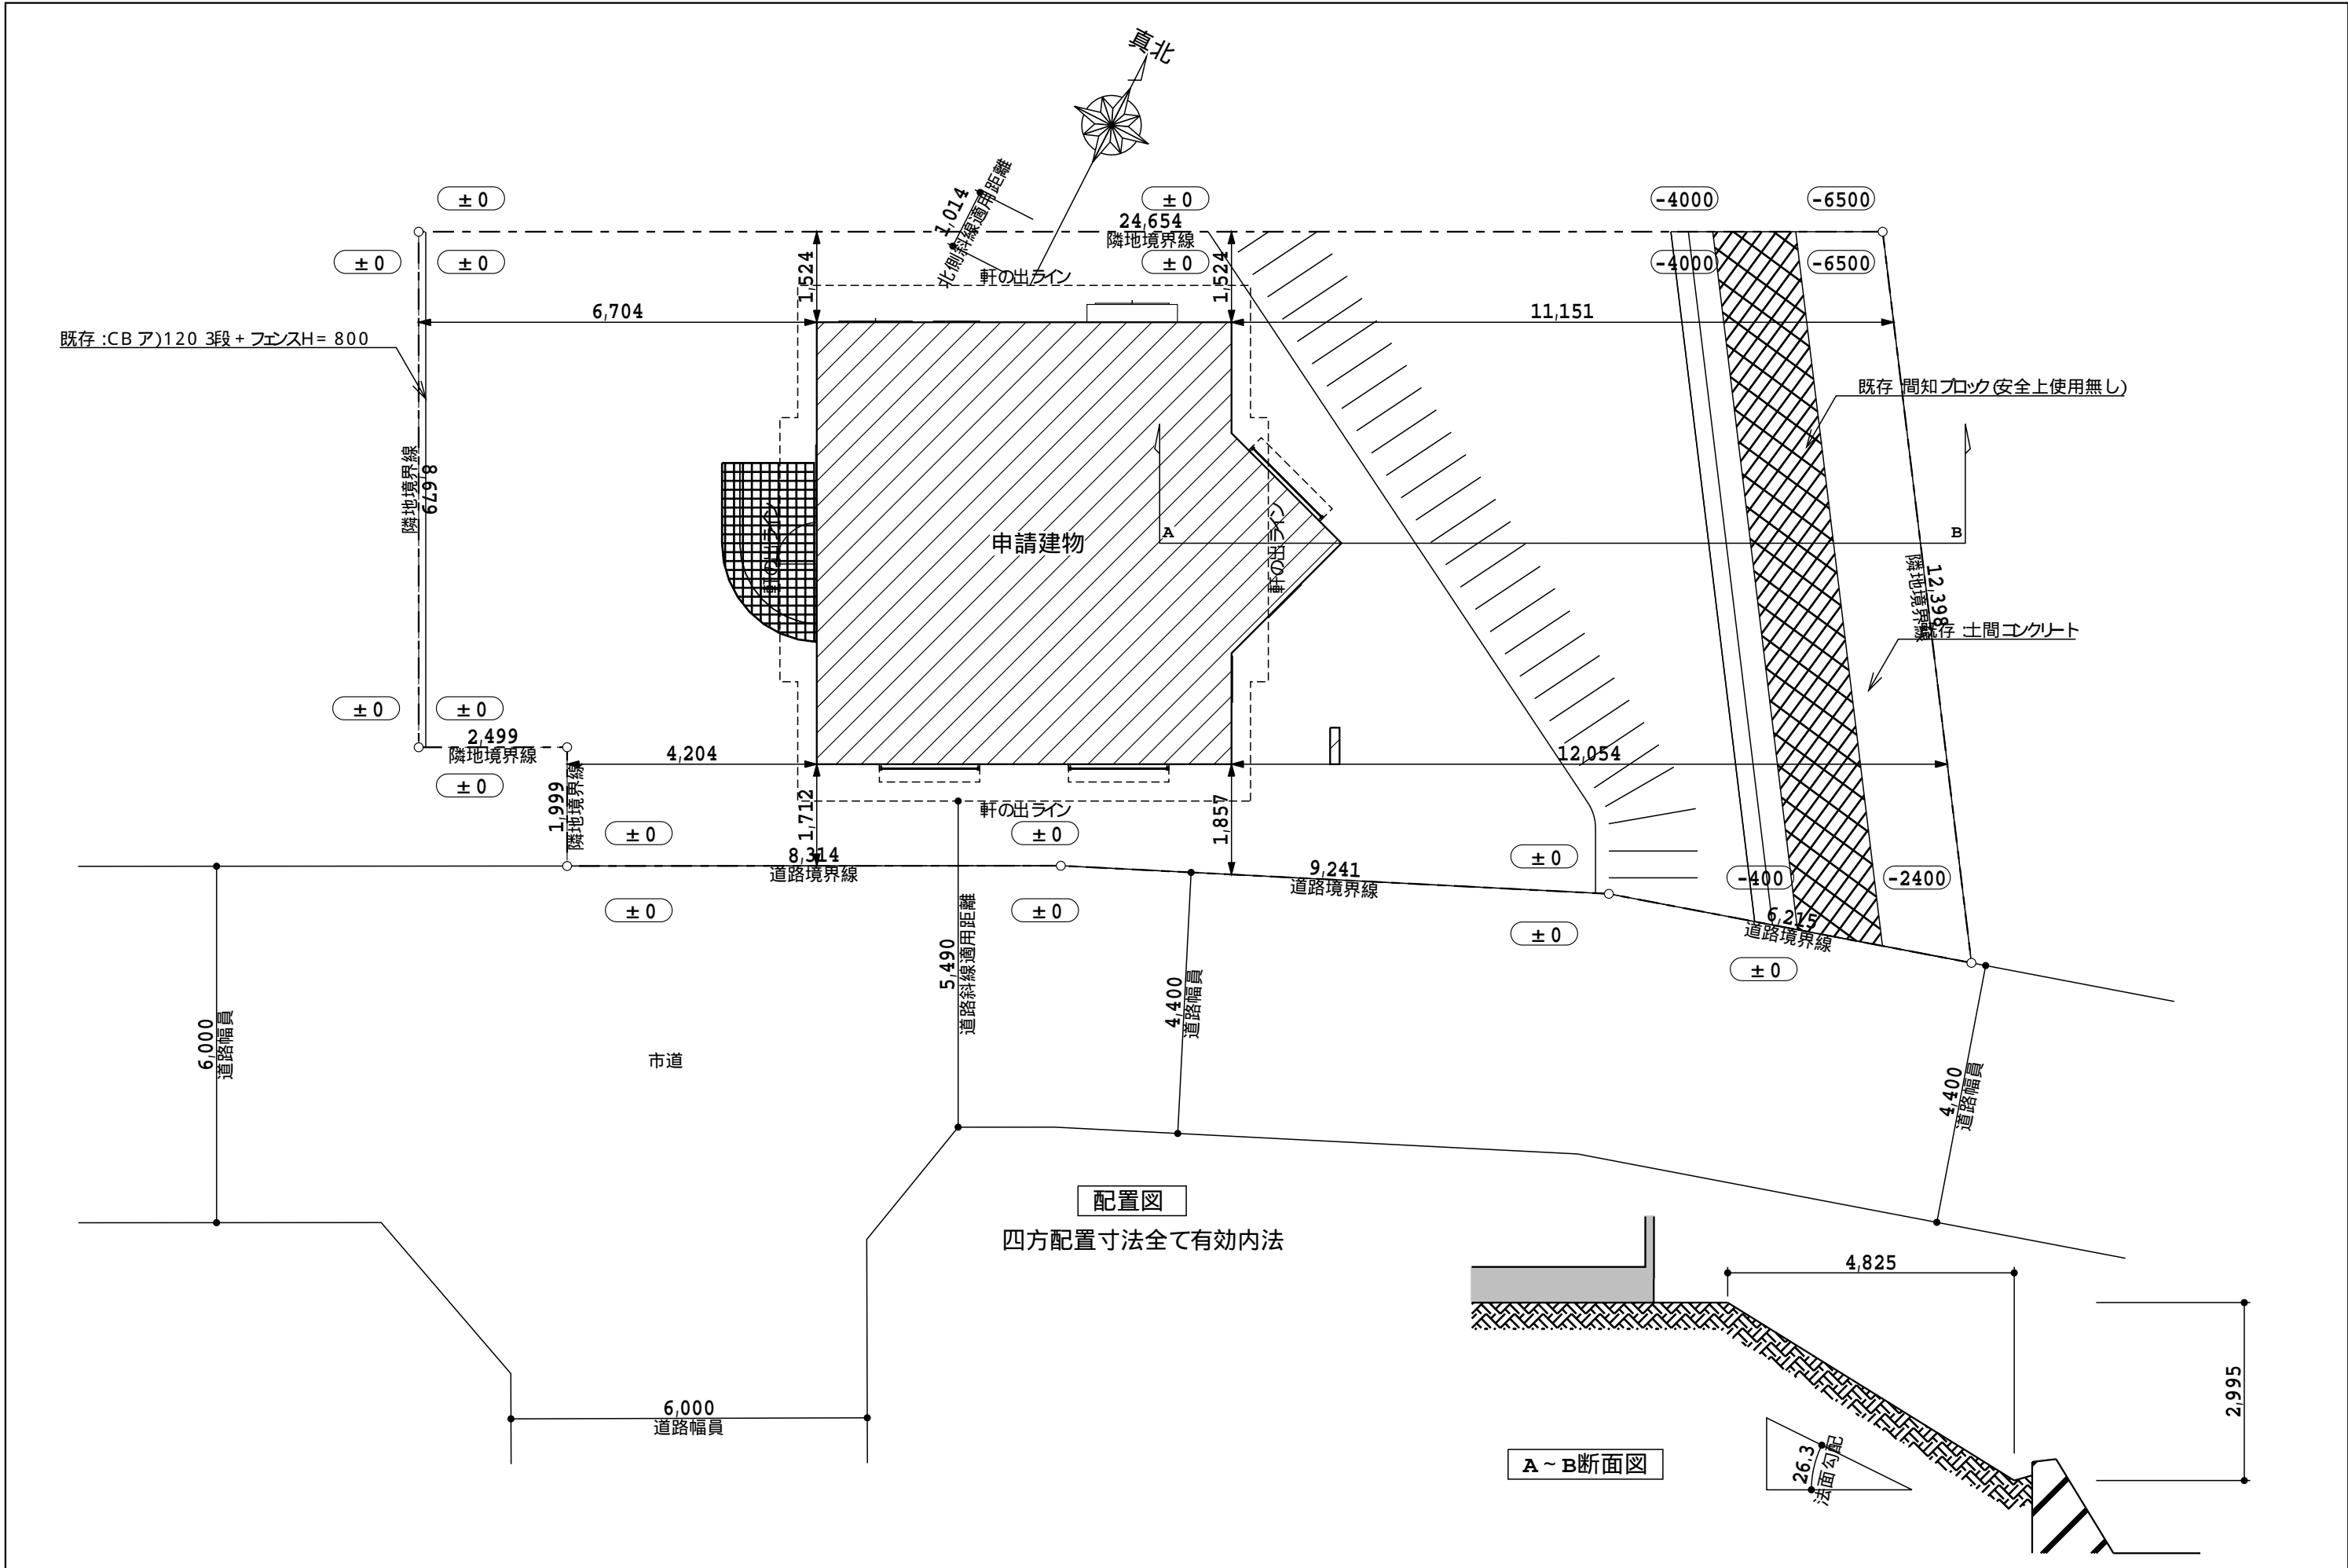 真北
±0
±0
-4000
-6500
1,014
北側斜線適用距離
24,654
隣地境界線
±0
±0
±0
-4000
-6500
1,524
軒の出ライン
1,524
6,704
11,151
既存:CBア)120 3段+フェンスH=800
既存 間知ブロック(安全上使用無し)
隣地境界線
8,679
軒の出ライン
申請建物
軒の出ライン
A
B
12,398
隣地境界線
既存:土間コンクリート
±0
±0
2,499
隣地境界線
4,204
12,054
±0
1,999
隣地境界線
1,712
軒の出ライン
1,857
±0
±0
±0
8,314
道路境界線
9,241
道路境界線
-400
-2400
6,215
道路境界線
±0
±0
±0
±0
5,490
道路斜線適用距離
4,400
道路幅員
6,000
道路幅員
市道
4,400
道路幅員
配置図
四方配置寸法全て有効内法
4,825
2,995
6,000
道路幅員
A~B断面図
26.3
法面勾配